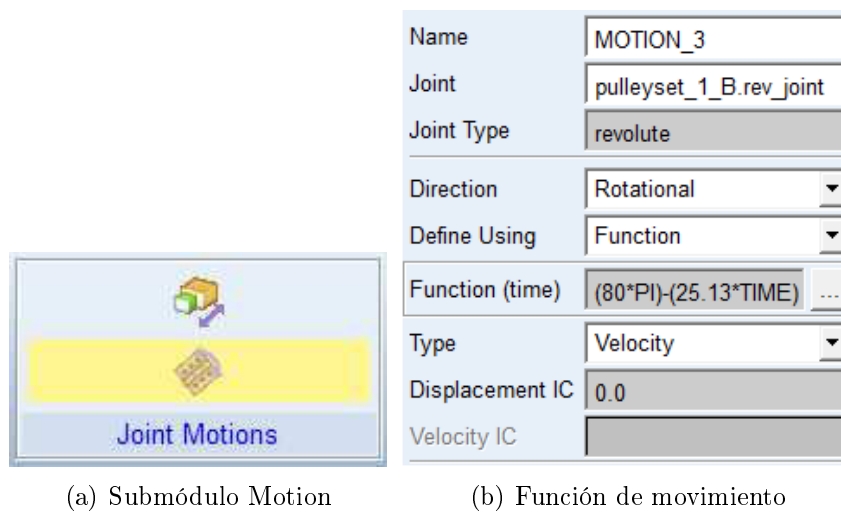 Joint Motions
(a) Submódulo Motion
Name MOTION_3
Joint pulleyset_1_B.rev_joint
Joint Type revolute
Direction Rotational
Define Using Function
Function (time) (80*PI)-(25.13*TIME) ...
Type Velocity
Displacement IC 0.0
Velocity IC
(b) Función de movimiento